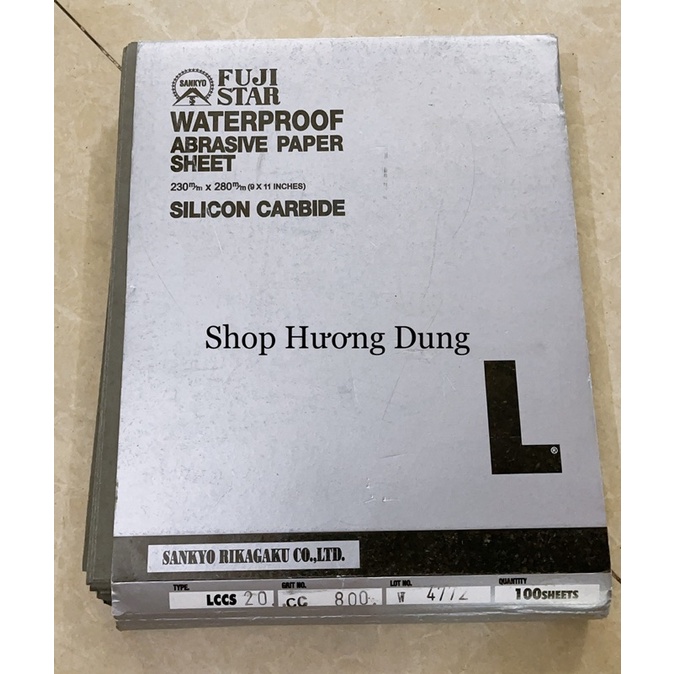 SANKYO
FUJI
STAR
WATERPROOF
ABRASIVE PAPER
SHEET
230m/m x 280m/m (9 X 11 INCHES)
SILICON CARBIDE
Shop Hương Dung
L®
SANKYO RIKAGAKU CO.,LTD.
TYPE. GRIT NO. LOT NO. QUANTITY
LCCS 20. CC 800. W 4772 100SHEETS